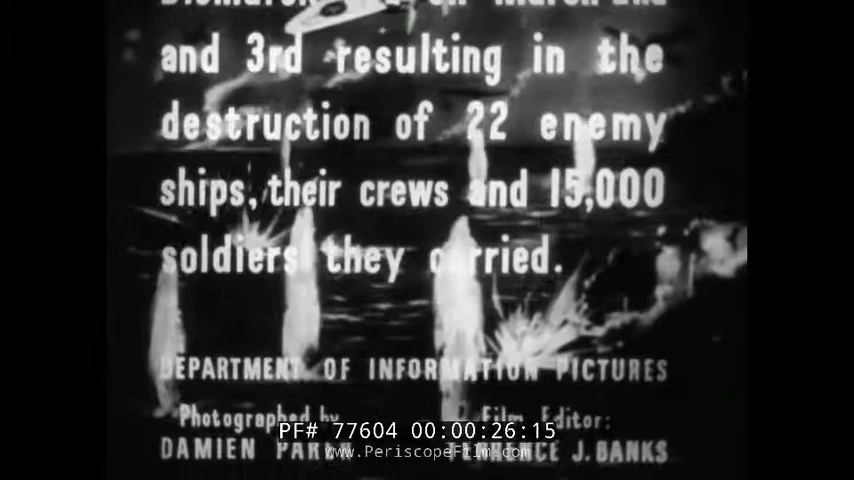 and 3rd resulting in the
destruction of 22 enemy
ships, their crews and 15,000
soldiers they carried.
DEPARTMENT OF INFORMATION PICTURES
Photographed by Film Editor:
DAMIEN J. BANKS
PF# 77604 00:00:26:15
www.PeriscopeFilm.com